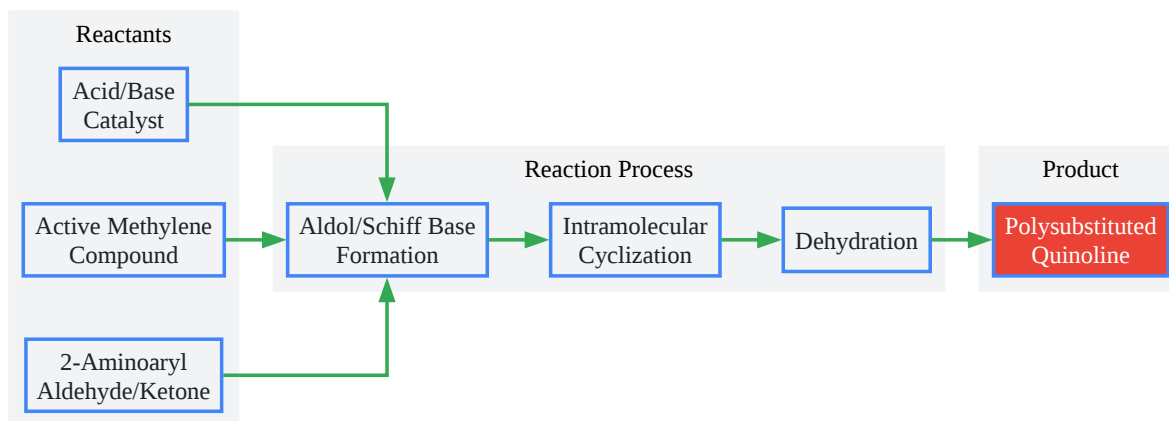 Reactants
Acid/Base
Catalyst
Active Methylene
Compound
2-Aminoaryl
Aldehyde/Ketone
Reaction Process
Aldol/Schiff Base
Formation
Intramolecular
Cyclization
Dehydration
Product
Polysubstituted
Quinoline